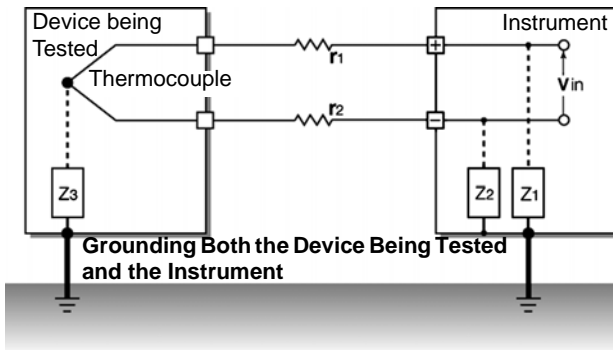 Device being
Tested
Instrument
r1
+
Thermocouple
Vin
r2
−
Z3
Z2
Z1
Grounding Both the Device Being Tested
and the Instrument